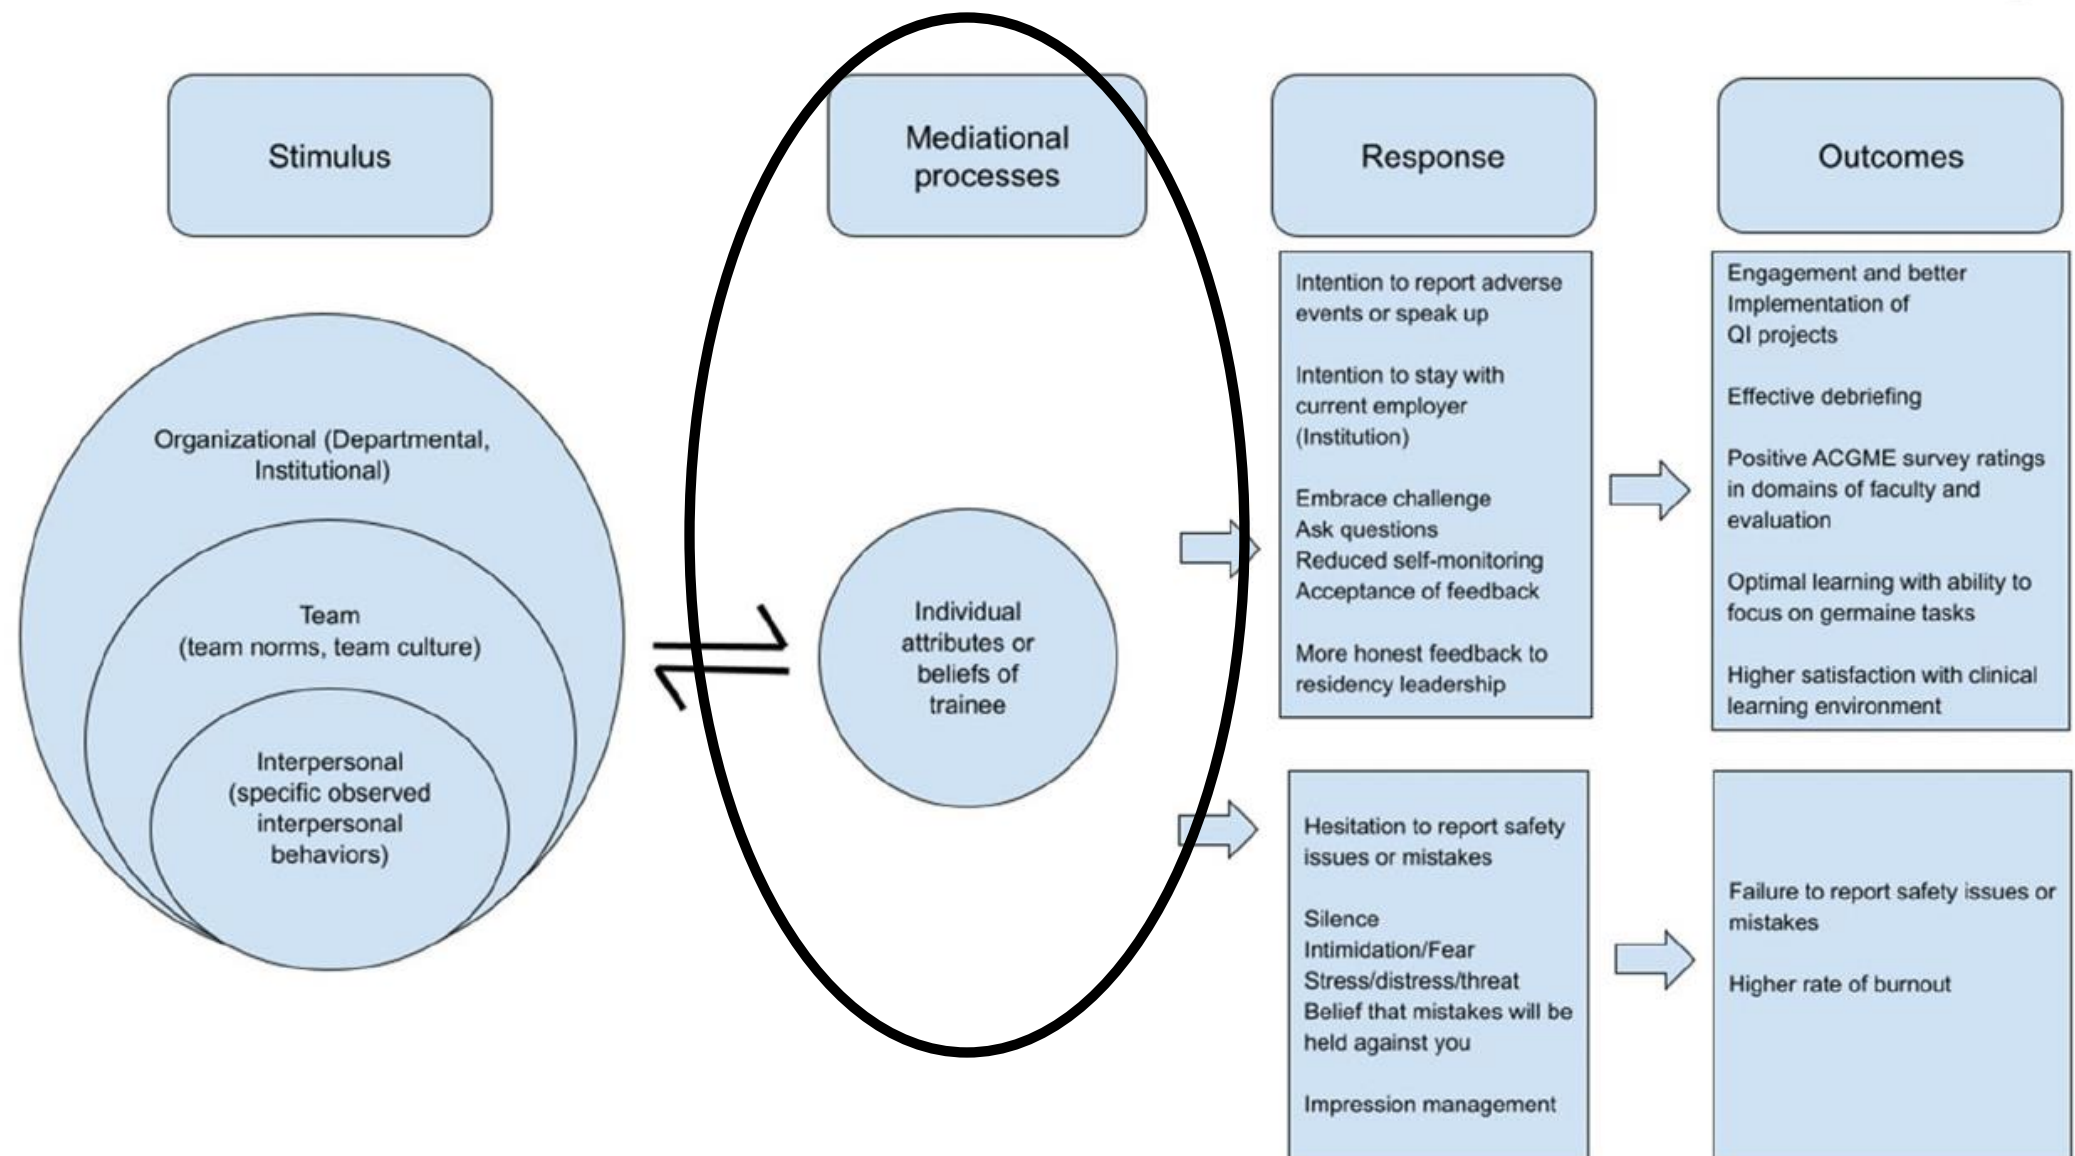 Stimulus
Mediational
processes
Response
Outcomes
Organizational (Departmental,
Institutional)
Team
(team norms, team culture)
Interpersonal
(specific observed
interpersonal
behaviors)
Individual
attributes or
beliefs of
trainee
Intention to report adverse
events or speak up
Intention to stay with
current employer
(Institution)
Embrace challenge
Ask questions
Reduced self-monitoring
Acceptance of feedback
More honest feedback to
residency leadership
Engagement and better
Implementation of
QI projects
Effective debriefing
Positive ACGME survey ratings
in domains of faculty and
evaluation
Optimal learning with ability to
focus on germaine tasks
Higher satisfaction with clinical
learning environment
Hesitation to report safety
issues or mistakes
Silence
Intimidation/Fear
Stress/distress/threat
Belief that mistakes will be
held against you
Impression management
Failure to report safety issues or
mistakes
Higher rate of burnout